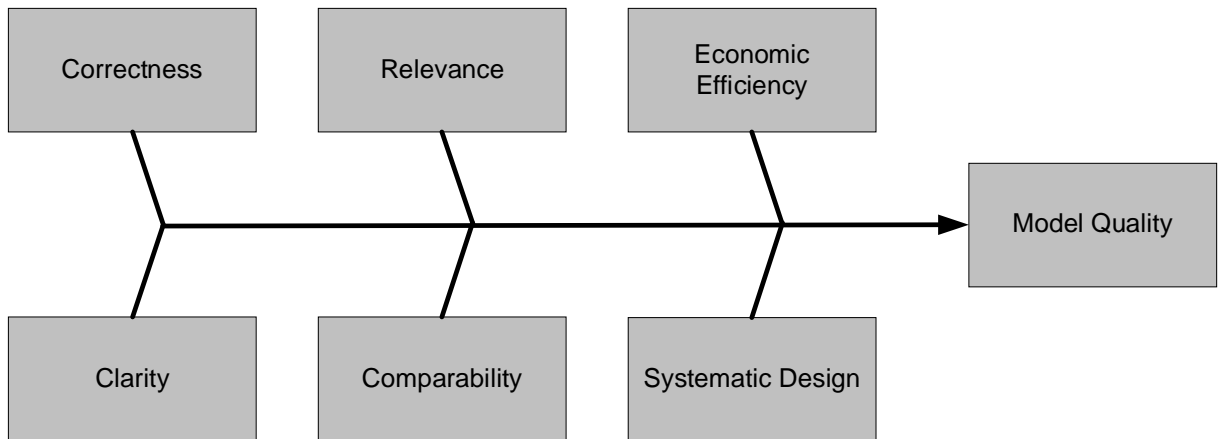 Correctness
Relevance
Economic
Efficiency
Model Quality
Clarity
Comparability
Systematic Design